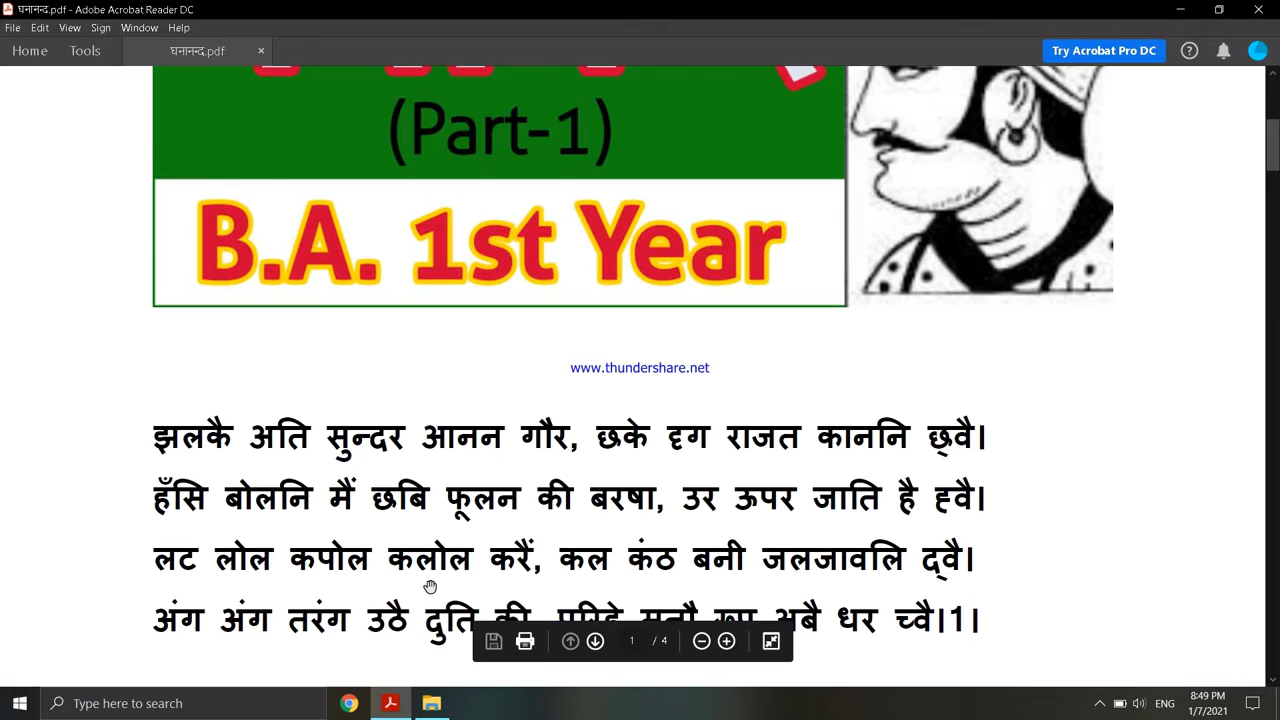 घनानन्द.pdf - Adobe Acrobat Reader DC
File Edit View Sign Window Help
Home Tools घनानन्द.pdf × Try Acrobat Pro DC
(Part-1)
B.A. 1st Year
www.thundershare.net
झलकै अति सुन्दर आनन गौर, छके दृग राजत काननि छ्वै।
हँसि बोलनि मैं छबि फूलन की बरषा, उर ऊपर जाति है ह्वै।
लट लोल कपोल कलोल करैं, कल कंठ बनी जलजावलि द्वै।
अंग अंग तरंग उठै दुति की, परिहे मनौ रूप अबै धर च्वै।1।
1 / 4
Type here to search
ENG
8:49 PM
1/7/2021